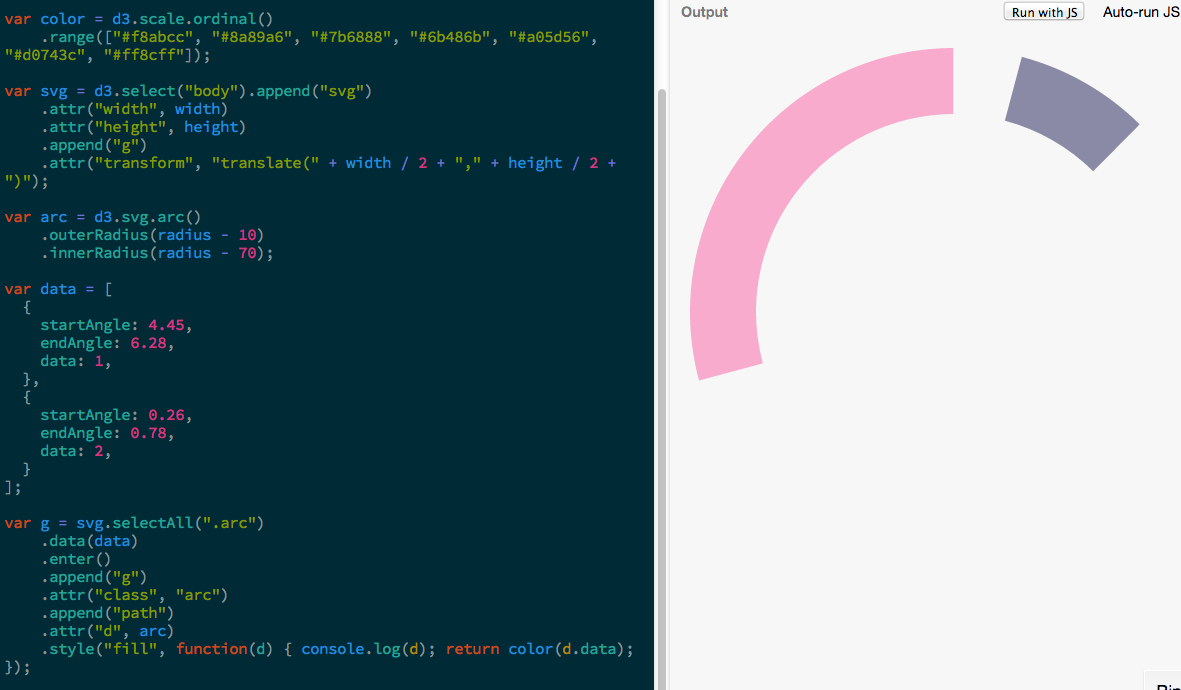 var color = d3.scale.ordinal()
    .range(["#f8abcc", "#8a89a6", "#7b6888", "#6b486b", "#a05d56",
"#d0743c", "#ff8cff"]);
var svg = d3.select("body").append("svg")
    .attr("width", width)
    .attr("height", height)
    .append("g")
    .attr("transform", "translate(" + width / 2 + "," + height / 2 +
")");
var arc = d3.svg.arc()
    .outerRadius(radius - 10)
    .innerRadius(radius - 70);
var data = [
  {
    startAngle: 4.45,
    endAngle: 6.28,
    data: 1,
  },
  {
    startAngle: 0.26,
    endAngle: 0.78,
    data: 2,
  }
];
var g = svg.selectAll(".arc")
    .data(data)
    .enter()
    .append("g")
    .attr("class", "arc")
    .append("path")
    .attr("d", arc)
    .style("fill", function(d) { console.log(d); return color(d.data);
});
Output
Run with JS
Auto-run JS